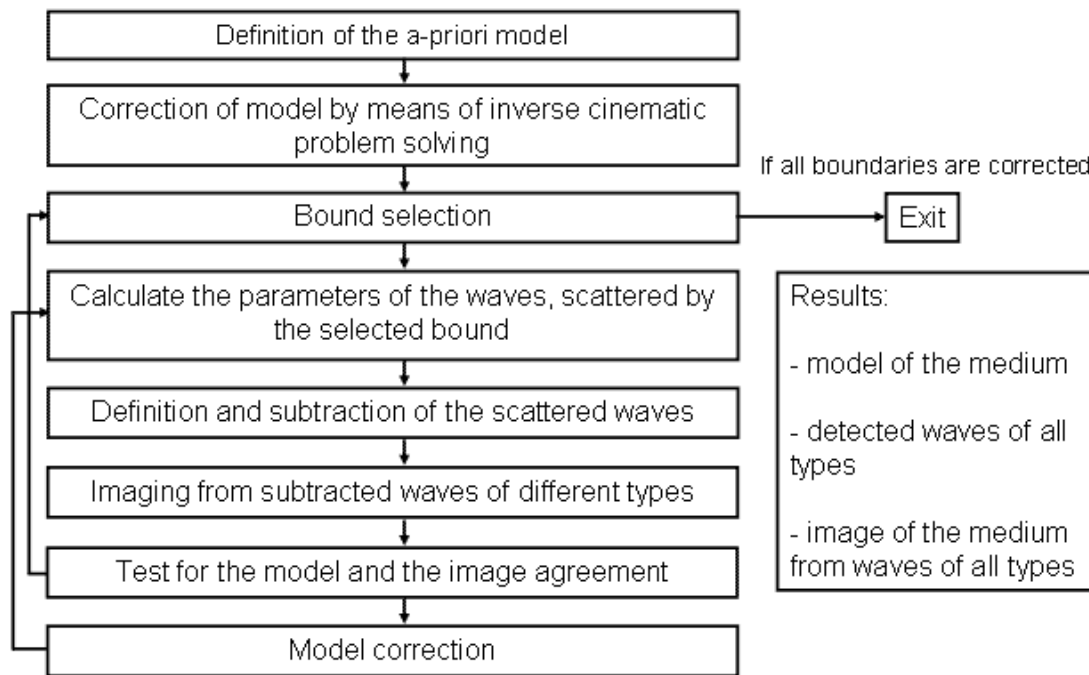 Definition of the a-priori model
Correction of model by means of inverse cinematic
problem solving
If all boundaries are corrected
Bound selection
Exit
Calculate the parameters of the waves, scattered by
the selected bound
Definition and subtraction of the scattered waves
Imaging from subtracted waves of different types
Test for the model and the image agreement
Model correction
Results:
- model of the medium
- detected waves of all
types
- image of the medium
from waves of all types